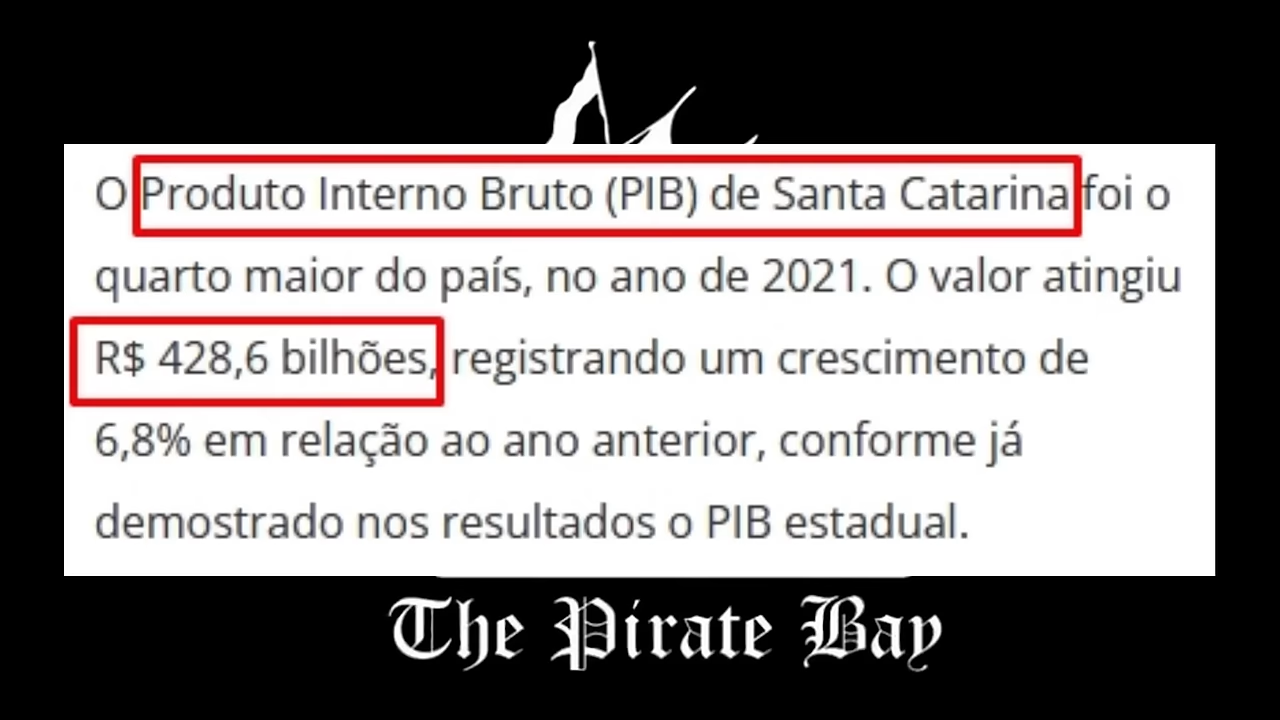 O Produto Interno Bruto (PIB) de Santa Catarina foi o
quarto maior do país, no ano de 2021. O valor atingiu
R$ 428,6 bilhões, registrando um crescimento de
6,8% em relação ao ano anterior, conforme já
demostrado nos resultados o PIB estadual.
The Pirate Bay